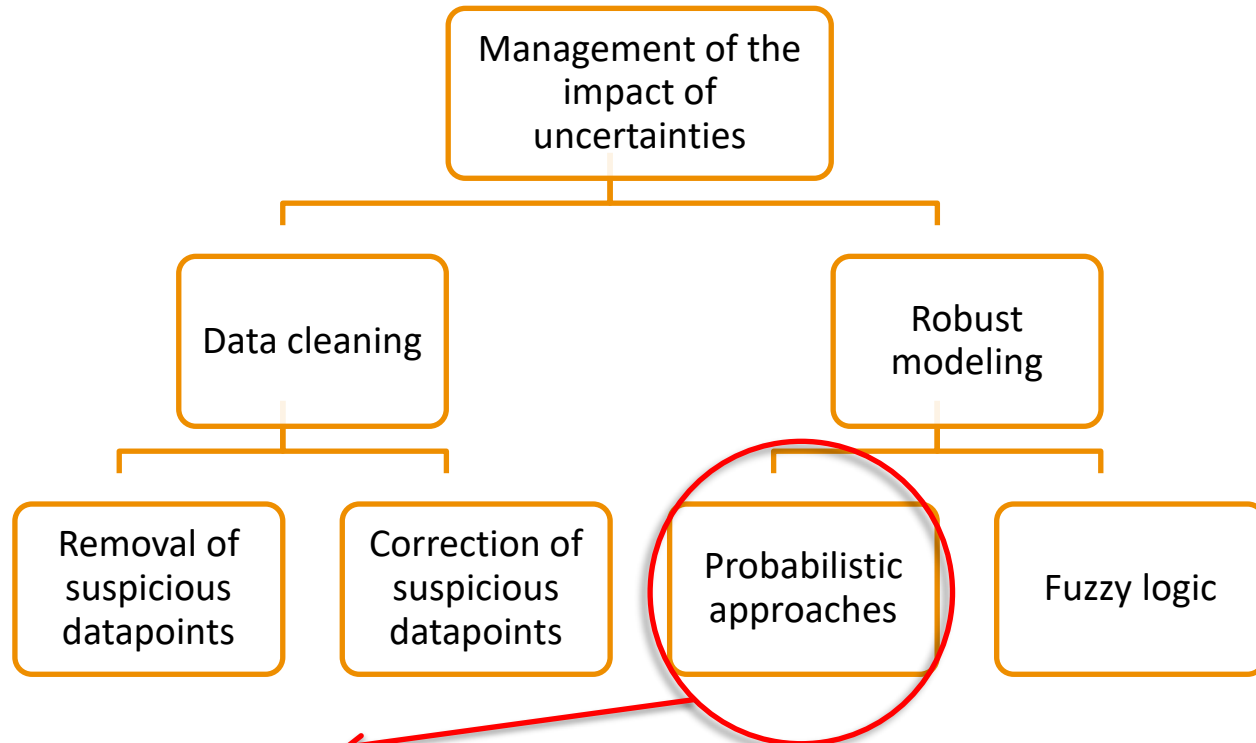 Management of the
impact of
uncertainties
Data cleaning
Robust
modeling
Removal of
suspicious
datapoints
Correction of
suspicious
datapoints
Probabilistic
approaches
Fuzzy logic